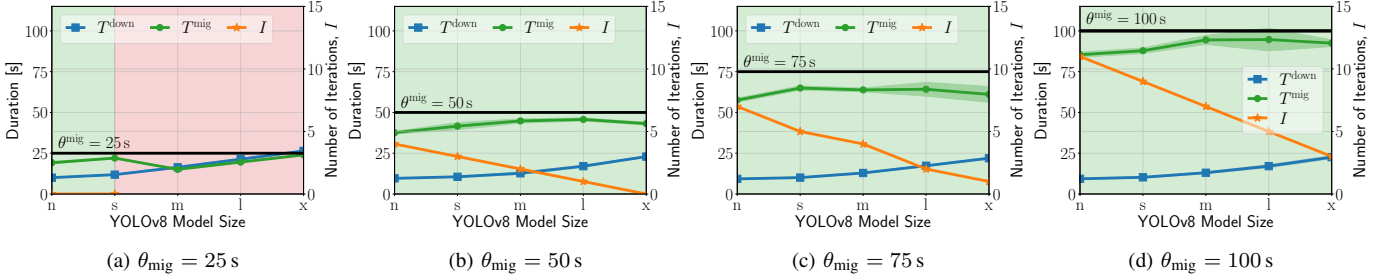 T^down T^mig I
100
75
50
25
0
15
10
5
0
Duration [s]
Number of Iterations, I
θ^mig = 25 s
n s m l x
YOLOv8 Model Size
(a) θ_mig = 25 s
T^down T^mig I
100
75
50
25
0
15
10
5
0
Duration [s]
Number of Iterations, I
θ^mig = 50 s
n s m l x
YOLOv8 Model Size
(b) θ_mig = 50 s
T^down T^mig I
100
75
50
25
0
15
10
5
0
Duration [s]
Number of Iterations, I
θ^mig = 75 s
n s m l x
YOLOv8 Model Size
(c) θ_mig = 75 s
θ^mig = 100 s
100
75
50
25
0
15
10
5
0
Duration [s]
Number of Iterations, I
T^down
T^mig
I
n s m l x
YOLOv8 Model Size
(d) θ_mig = 100 s